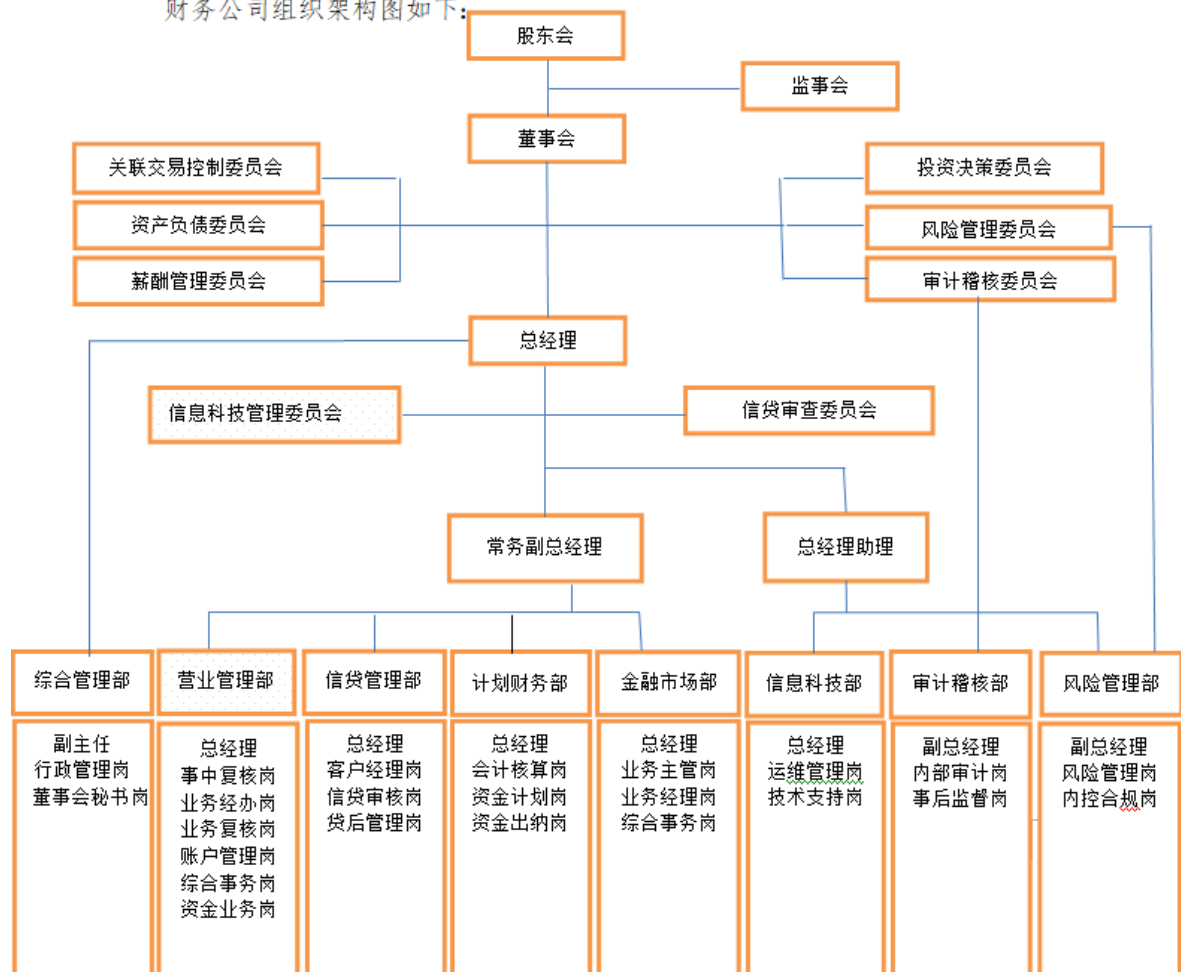 财务公司组织架构图如下：
股东会
监事会
董事会
关联交易控制委员会
投资决策委员会
资产负债委员会
风险管理委员会
薪酬管理委员会
审计稽核委员会
总经理
信息科技管理委员会
信贷审查委员会
常务副总经理
总经理助理
综合管理部
副主任
行政管理岗
董事会秘书岗
营业管理部
总经理
事中复核岗
业务经办岗
业务复核岗
账户管理岗
综合事务岗
资金业务岗
信贷管理部
总经理
客户经理岗
信贷审核岗
贷后管理岗
计划财务部
总经理
会计核算岗
资金计划岗
资金出纳岗
金融市场部
总经理
业务主管岗
业务经理岗
综合事务岗
信息科技部
总经理
运维管理岗
技术支持岗
审计稽核部
副总经理
内部审计岗
事后监督岗
风险管理部
副总经理
风险管理岗
内控合规岗